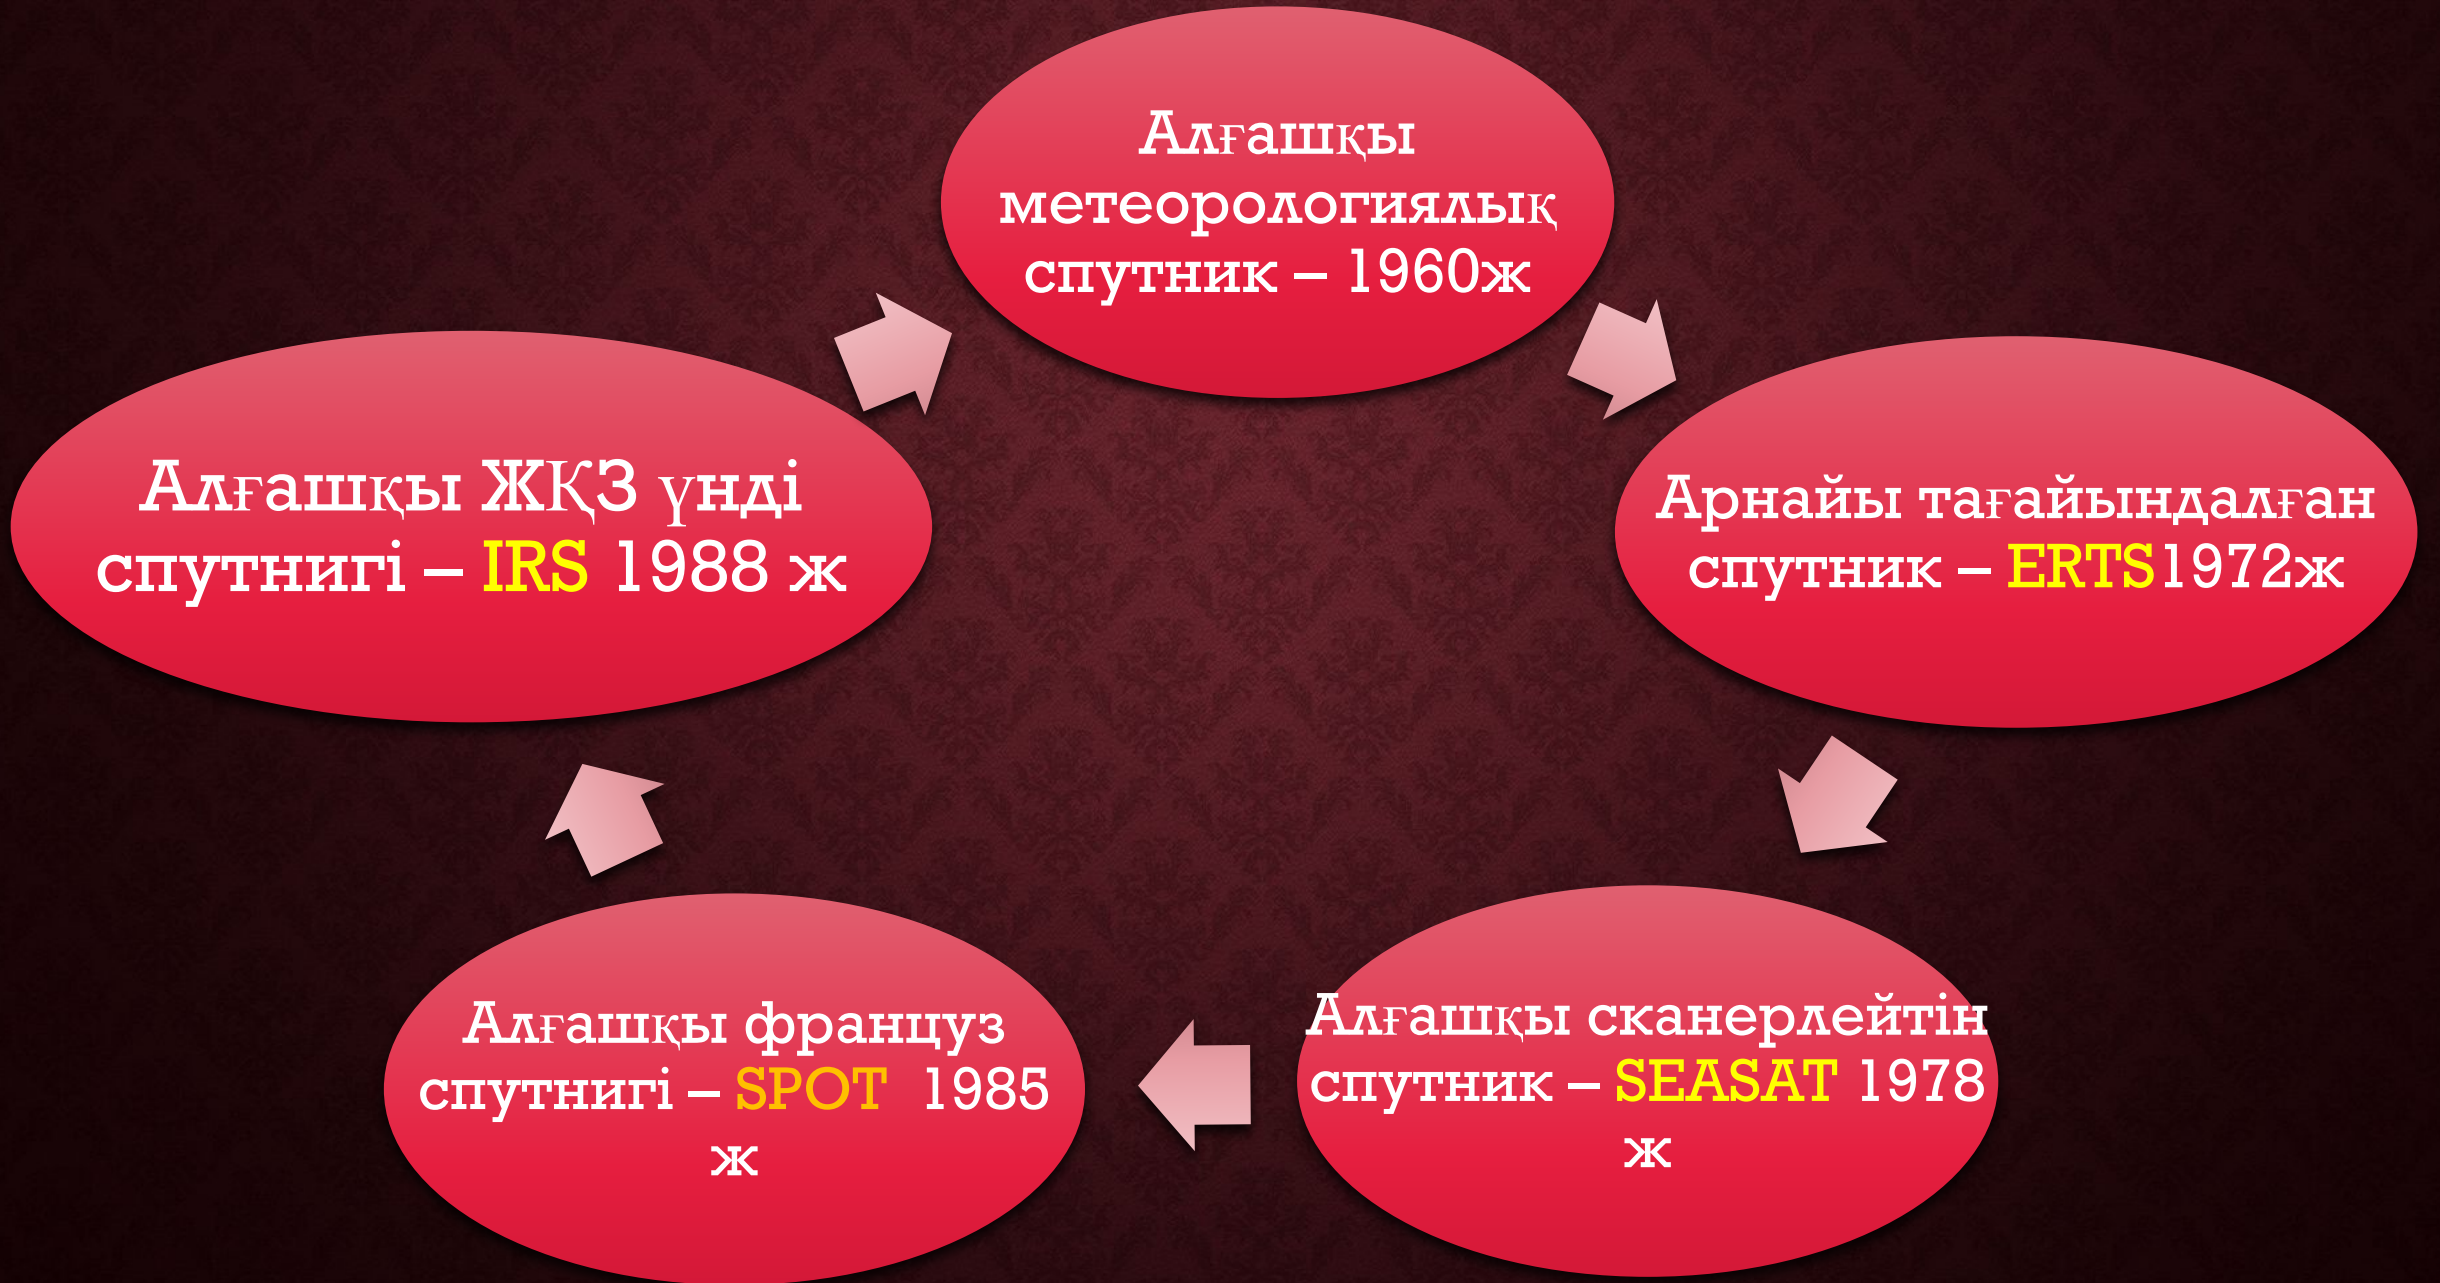 Алғашқы
метеорологиялық
спутник – 1960ж
Арнайы тағайындалған
спутник – ERTS1972ж
Алғашқы сканерлейтін
спутник – SEASAT 1978
ж
Алғашқы француз
спутнигі – SPOT 1985
ж
Алғашқы ЖҚЗ үнді
спутнигі – IRS 1988 ж